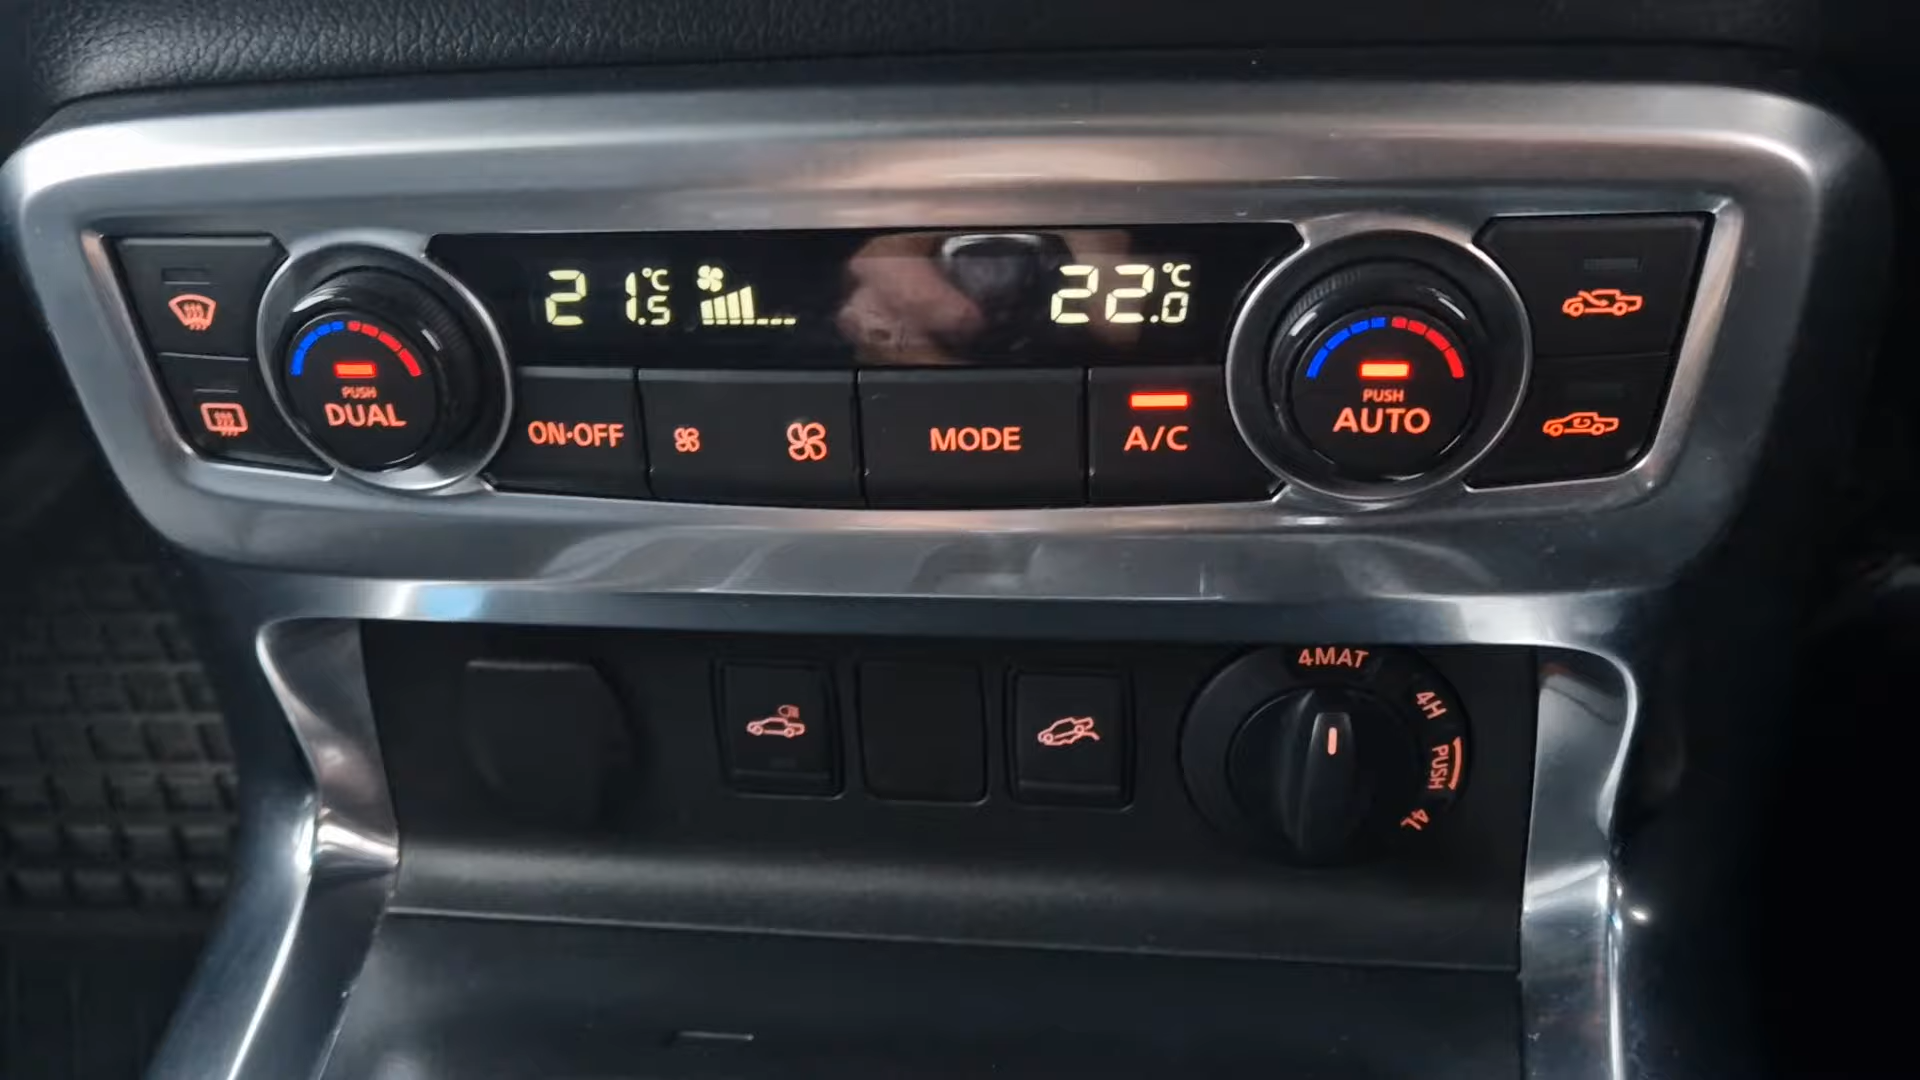 21.5°C
22.0°C
PUSH
DUAL
ON·OFF
MODE
A/C
PUSH
AUTO
4MAT
4H
PUSH
4L